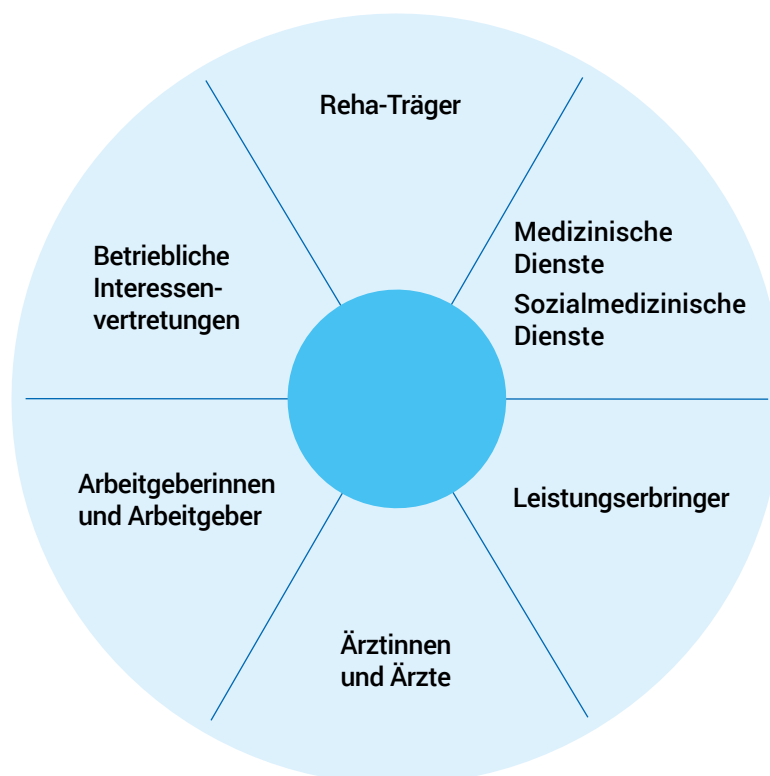 Reha-Träger
Medizinische
Dienste
Sozialmedizinische
Dienste
Leistungserbringer
Ärztinnen
und Ärzte
Arbeitgeberinnen
und Arbeitgeber
Betriebliche
Interessen-
vertretungen